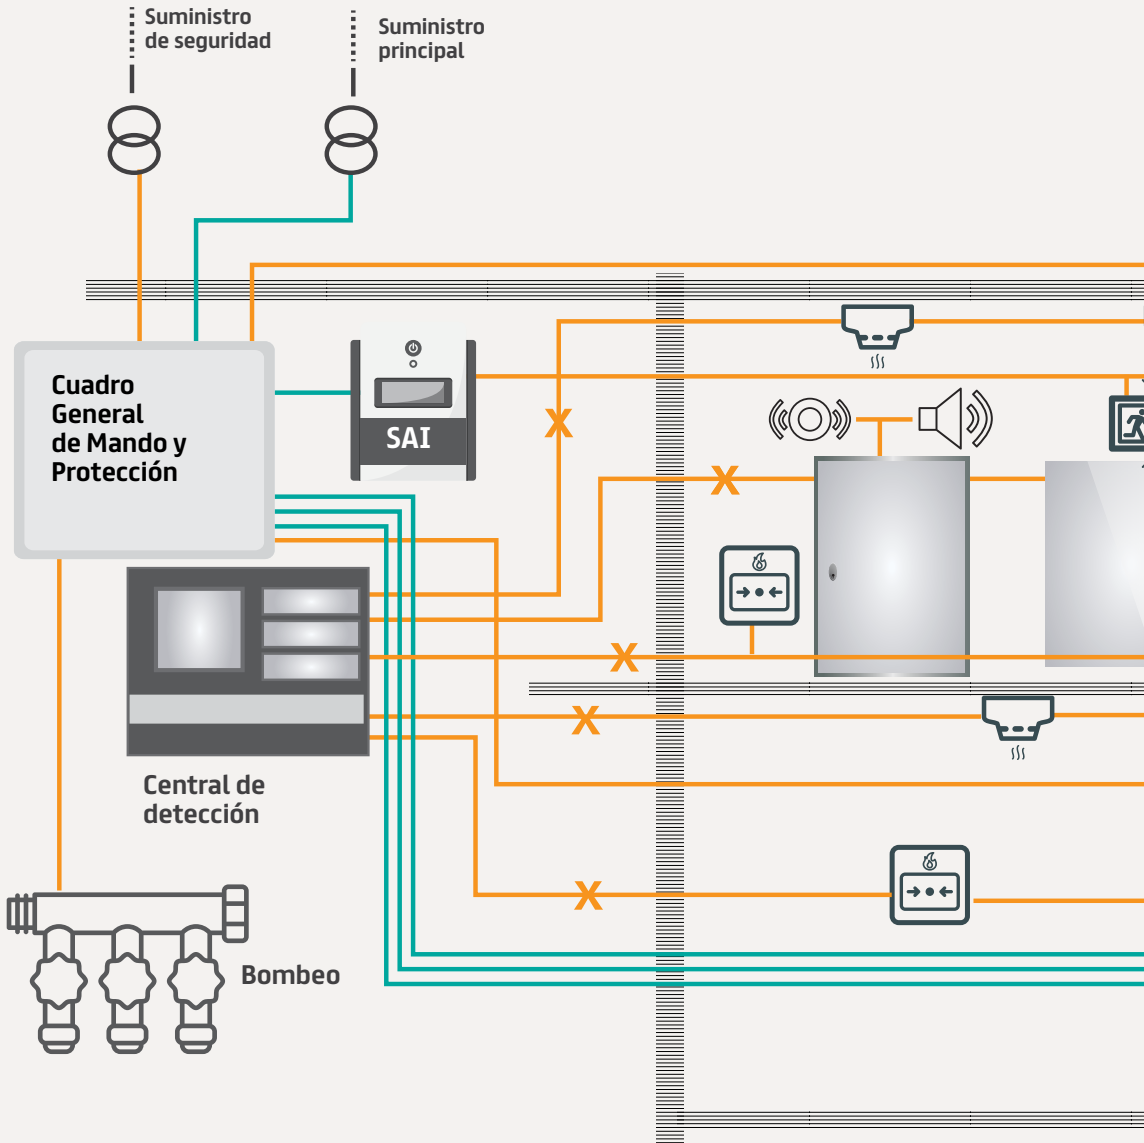 Suministro
de seguridad
Suministro
principal
Cuadro
General
de Mando y
Protección
SAI
X
X
X
X
X
Central de
detección
Bombeo